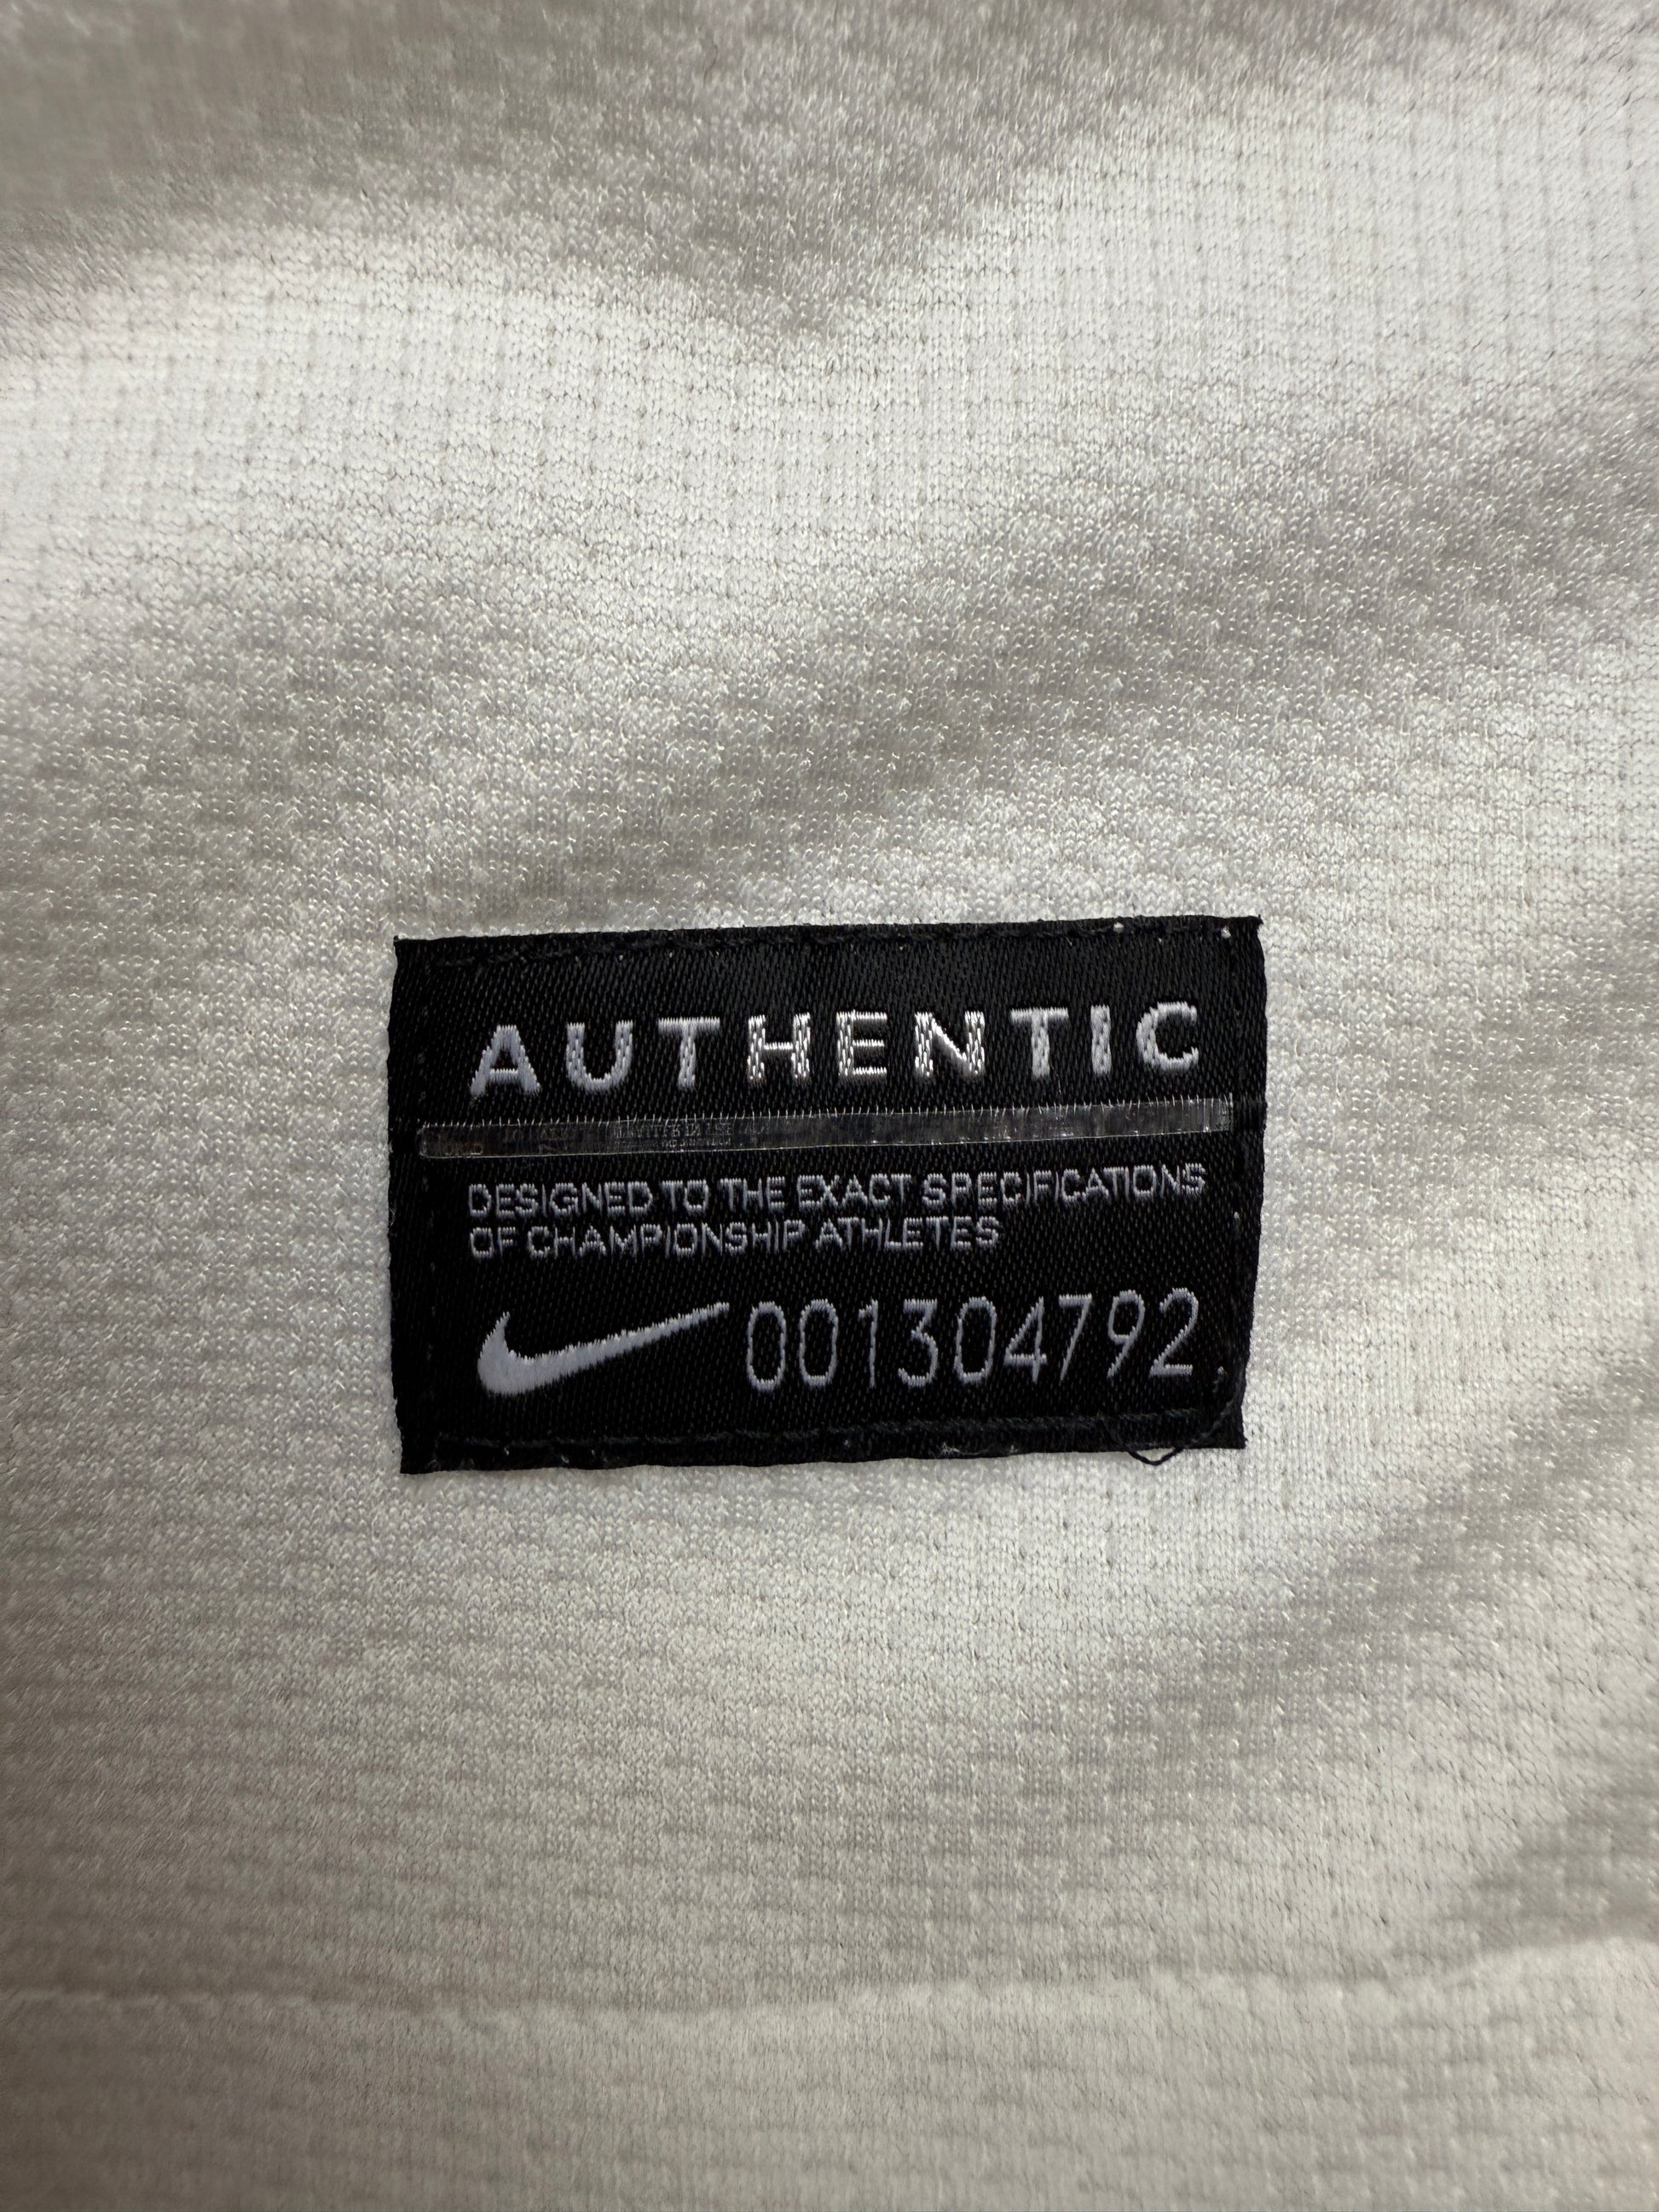 AUTHENTIC
DESIGNED TO THE EXACT SPECIFICATIONS
OF CHAMPIONSHIP ATHLETES
001304792